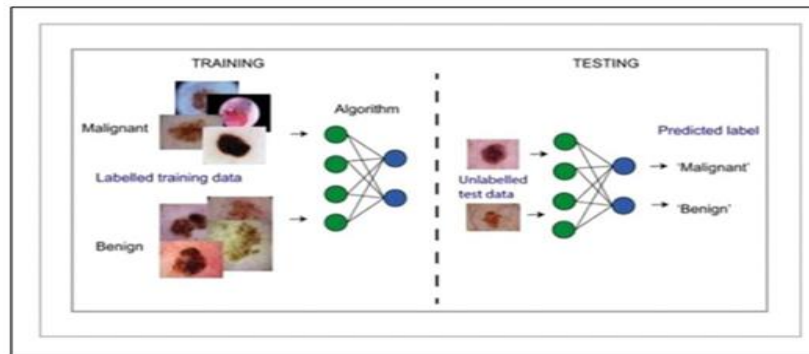 TRAINING
Malignant
Algorithm
Labelled training data
Benign
TESTING
Predicted label
Unlabelled
test data
'Malignant'
'Benign'